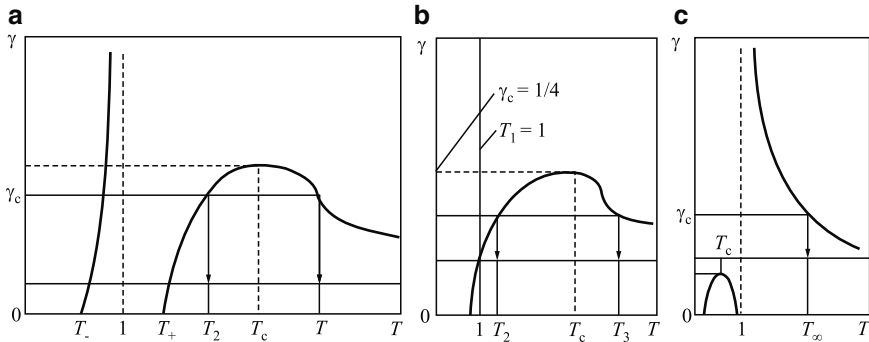 a
γ
γc
0
T- 1 T+ T2 Tc T T
b
γ
γc = 1/4
T1 = 1
0
1 T2 Tc T3 T
c
γ
γc
Tc
0
1 T∞ T